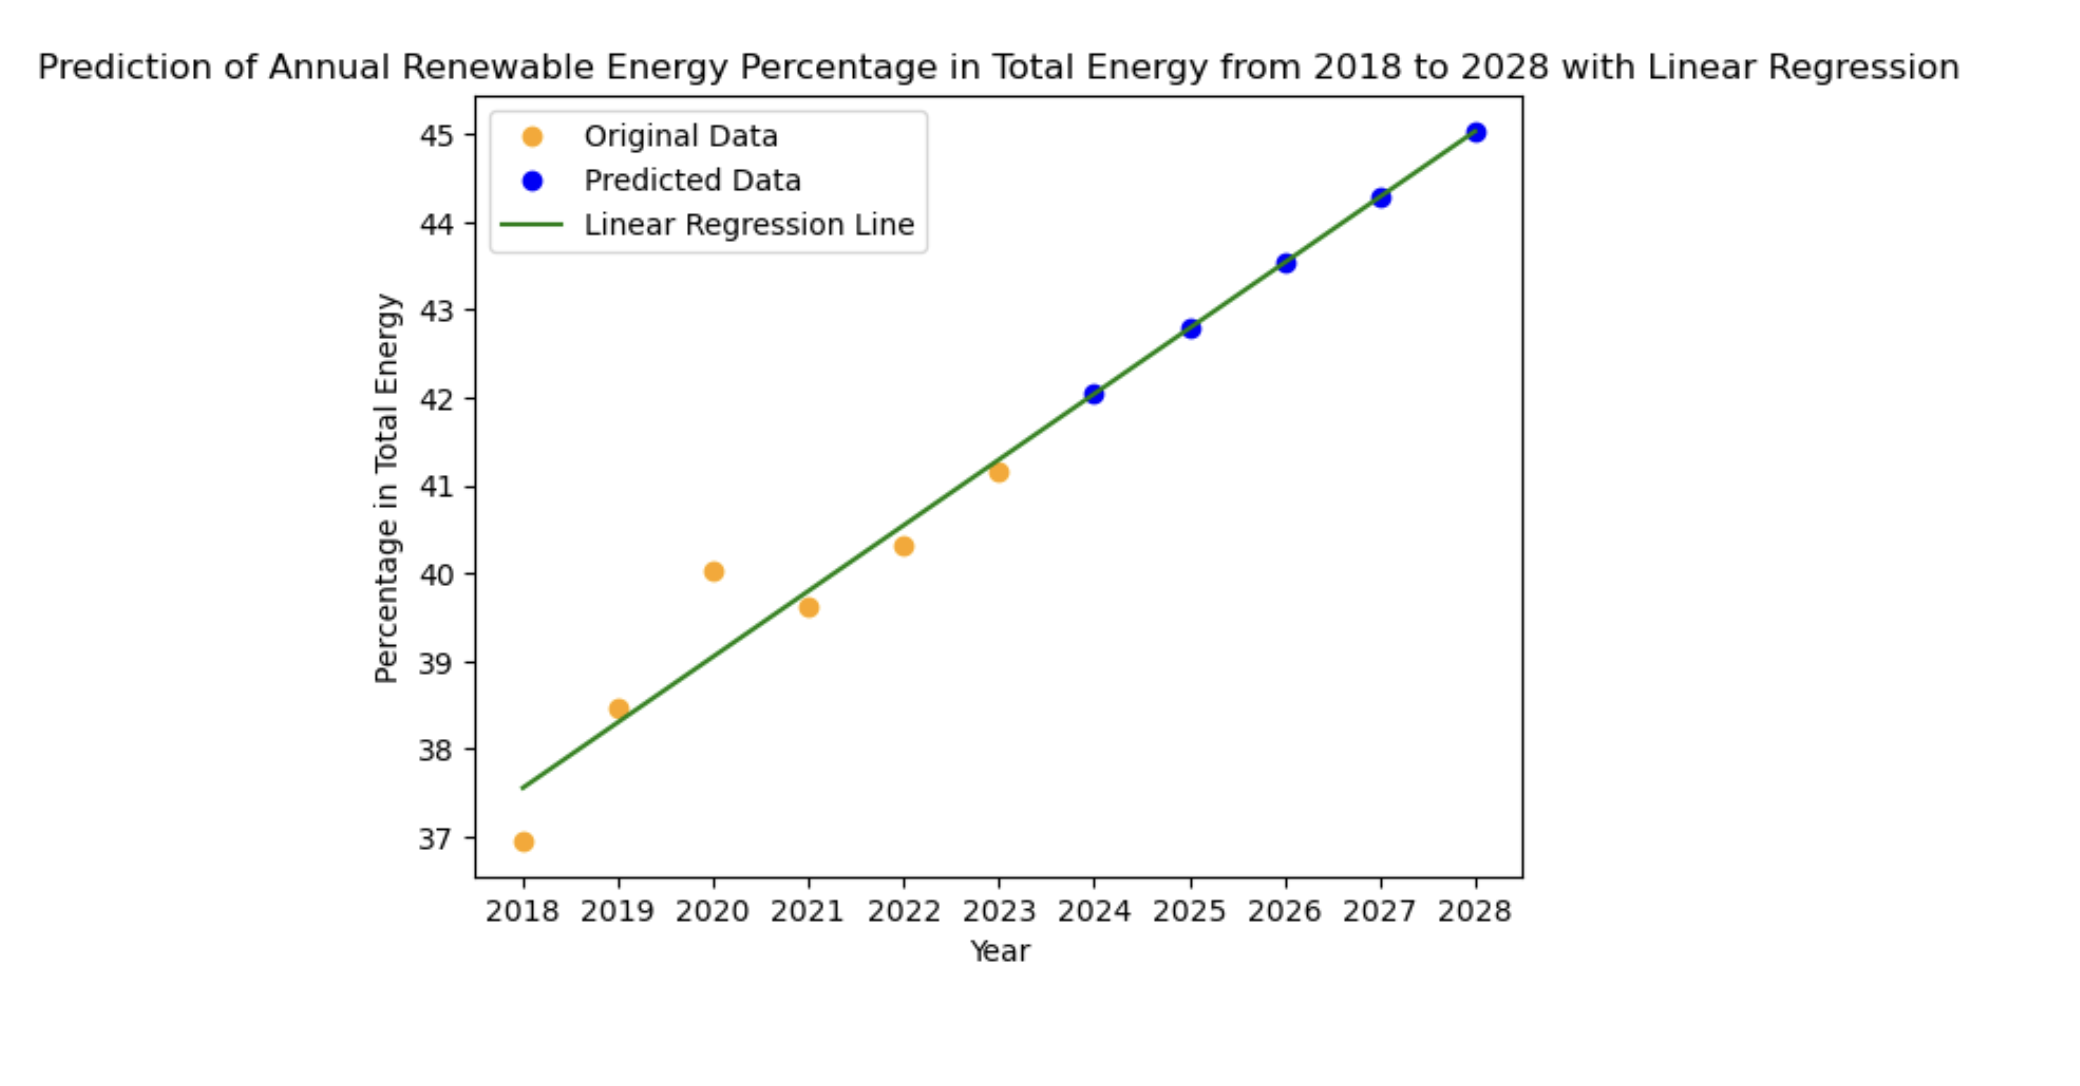 Prediction of Annual Renewable Energy Percentage in Total Energy from 2018 to 2028 with Linear Regression
Original Data
Predicted Data
Linear Regression Line
Percentage in Total Energy
45
44
43
42
41
40
39
38
37
2018 2019 2020 2021 2022 2023 2024 2025 2026 2027 2028
Year